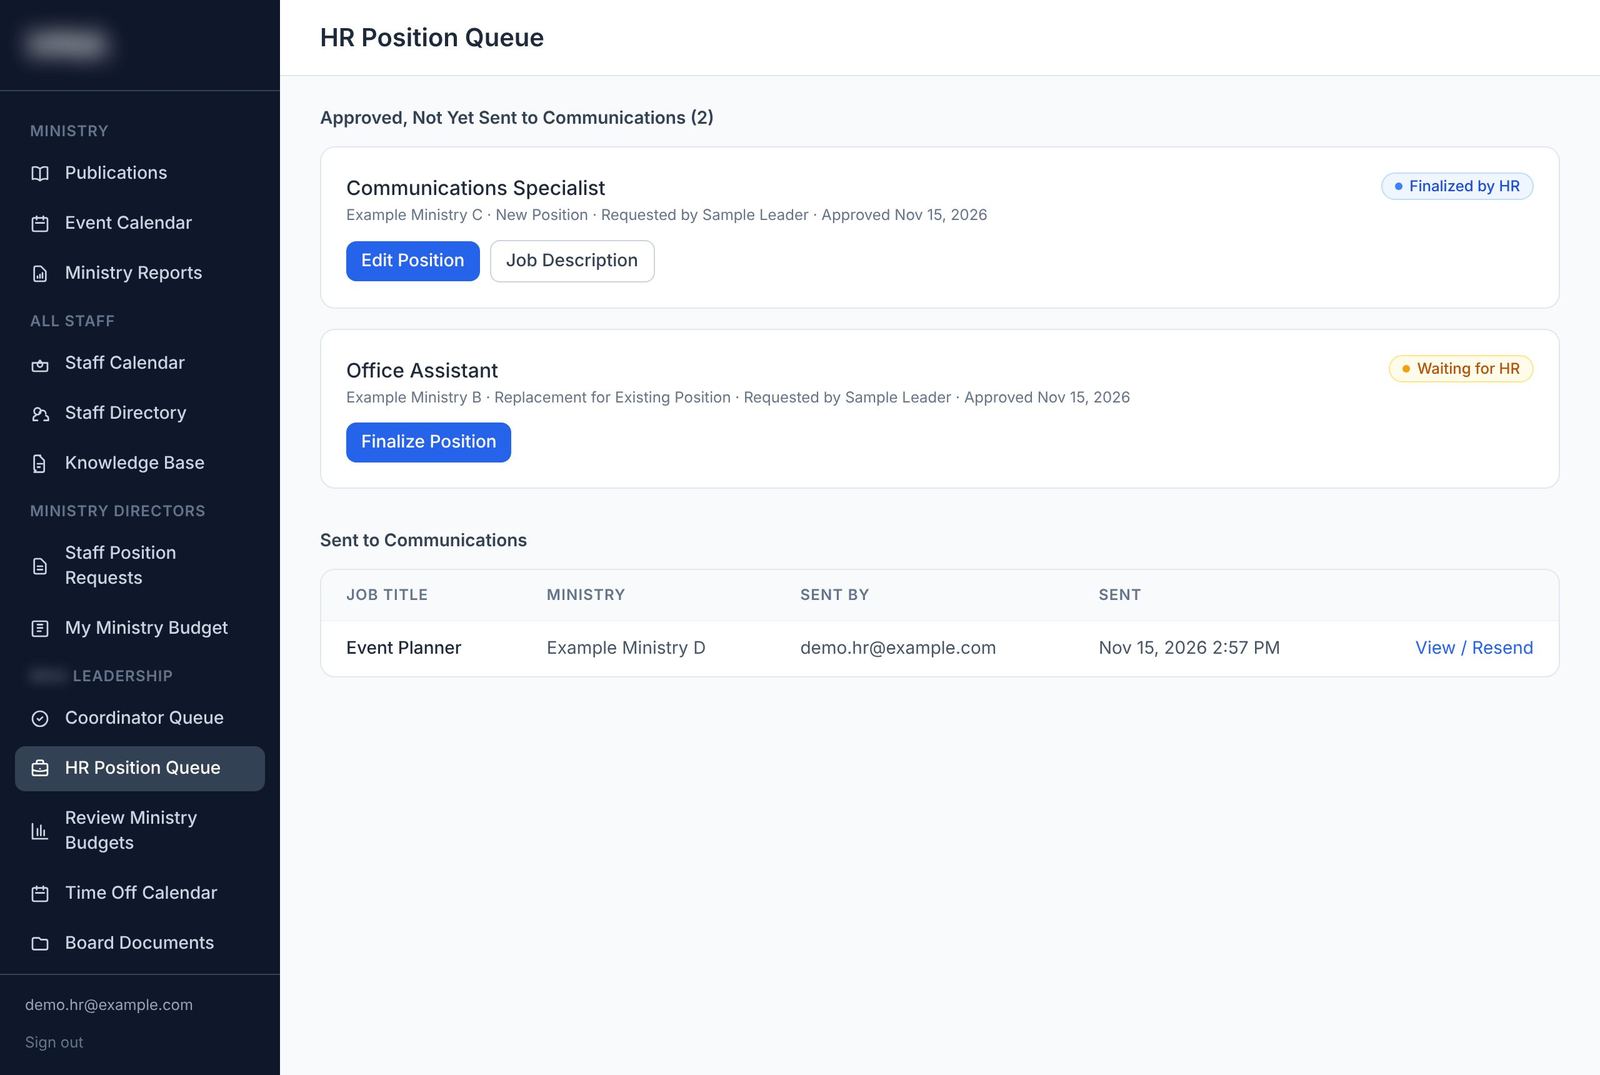 MINISTRY
Publications
Event Calendar
Ministry Reports
ALL STAFF
Staff Calendar
Staff Directory
Knowledge Base
MINISTRY DIRECTORS
Staff Position
Requests
My Ministry Budget
LEADERSHIP
Coordinator Queue
HR Position Queue
Review Ministry
Budgets
Time Off Calendar
Board Documents
demo.hr@example.com
Sign out
HR Position Queue
Approved, Not Yet Sent to Communications (2)
Communications Specialist
Finalized by HR
Example Ministry C · New Position · Requested by Sample Leader · Approved Nov 15, 2026
Edit Position
Job Description
Office Assistant
Waiting for HR
Example Ministry B · Replacement for Existing Position · Requested by Sample Leader · Approved Nov 15, 2026
Finalize Position
Sent to Communications
JOB TITLE MINISTRY SENT BY SENT
Event Planner Example Ministry D demo.hr@example.com Nov 15, 2026 2:57 PM View / Resend